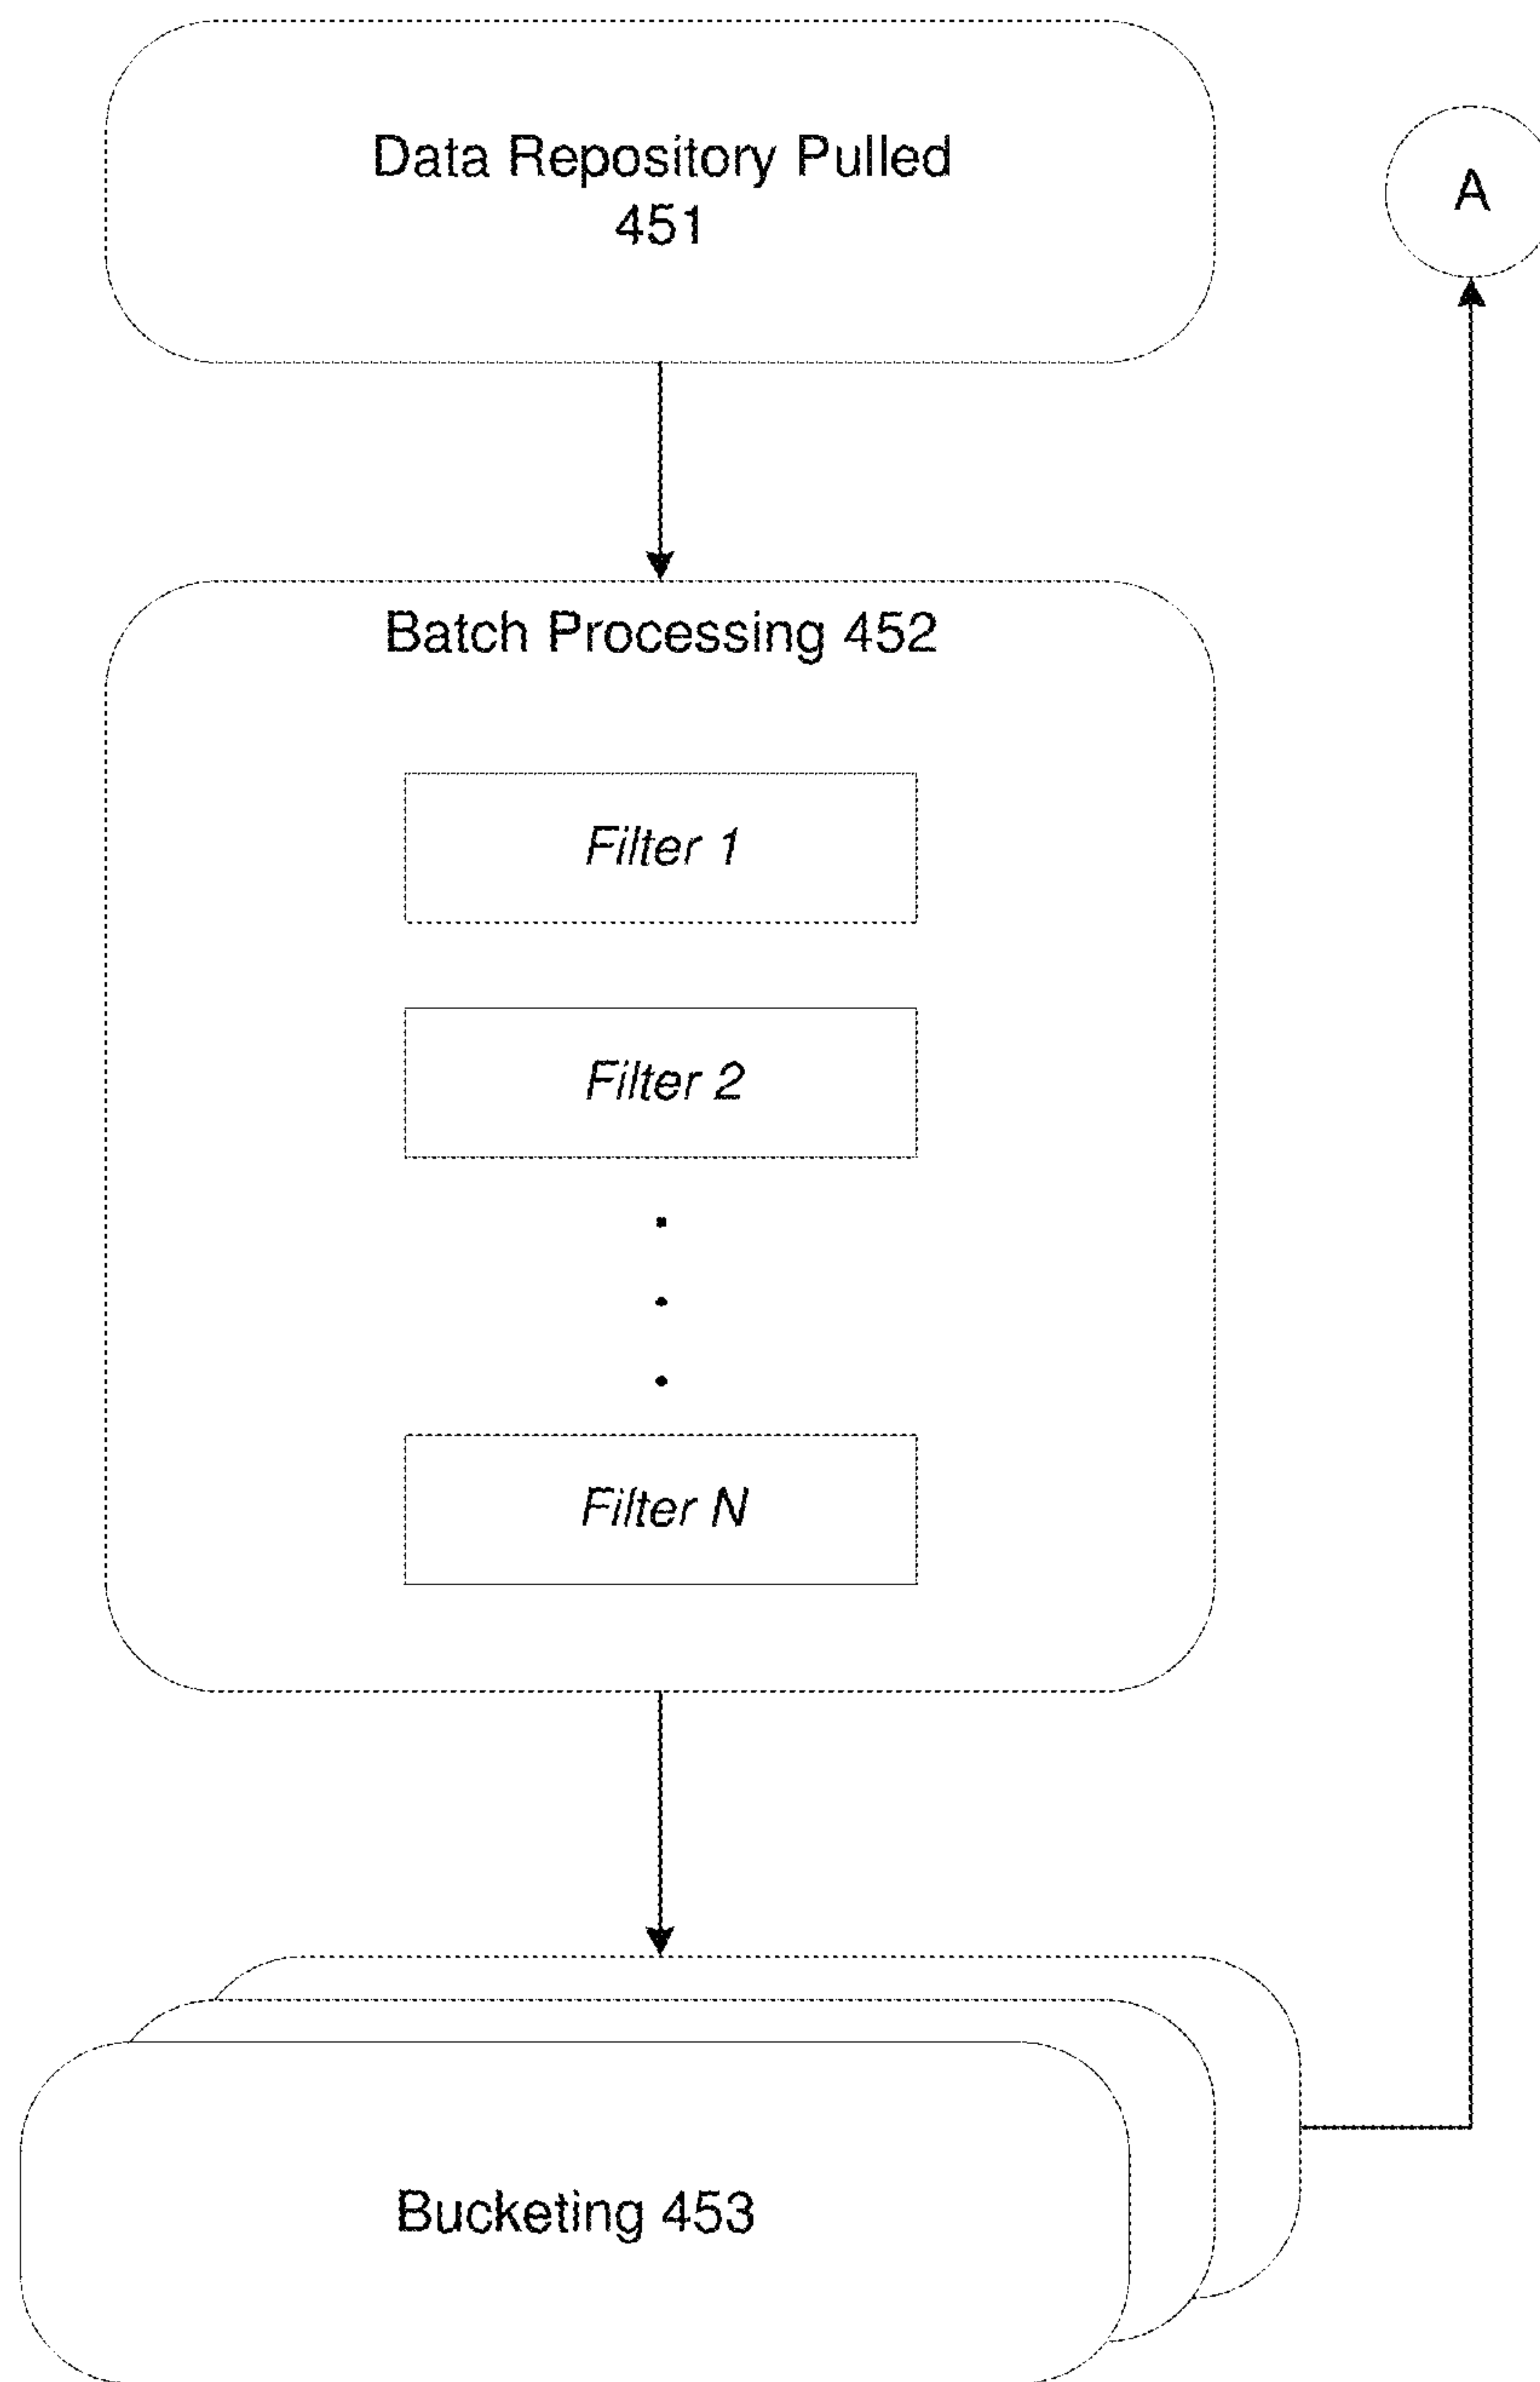 Data Repository Pulled
451
A
Batch Processing 452
Filter 1
Filter 2
Filter N
Bucketing 453